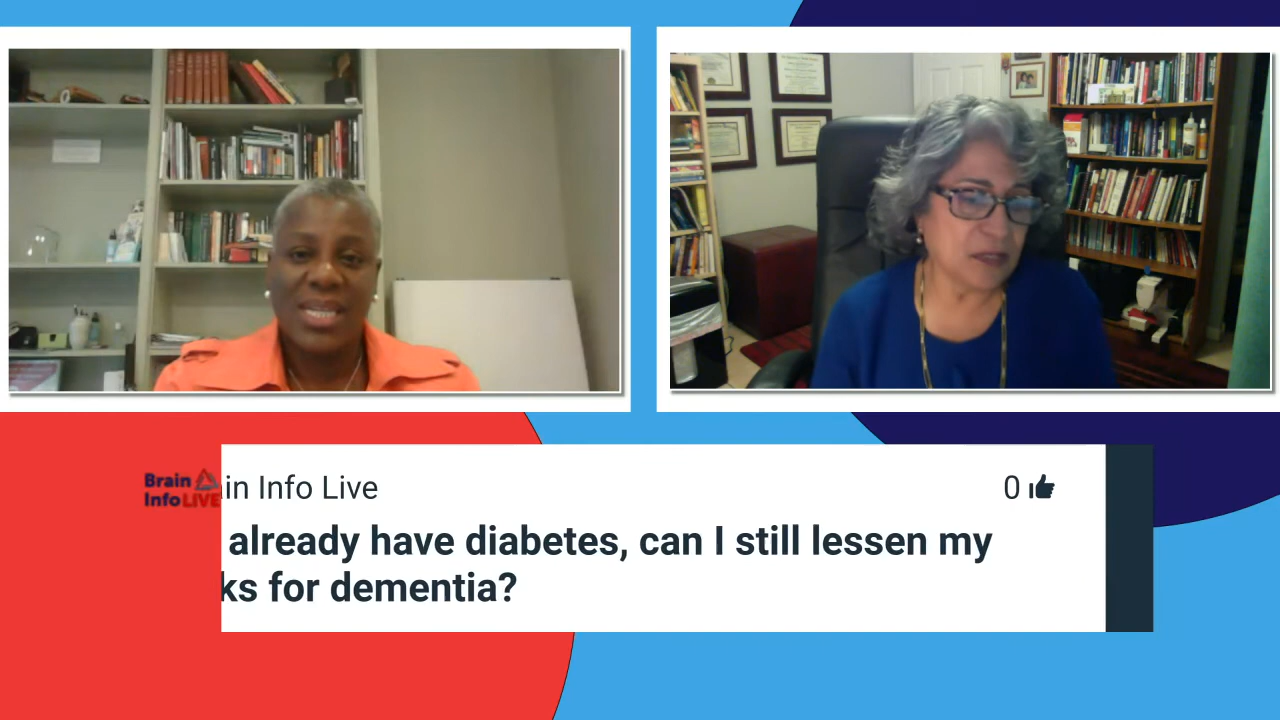 Brain
Info LIVE
in Info Live
0
already have diabetes, can I still lessen my
ks for dementia?